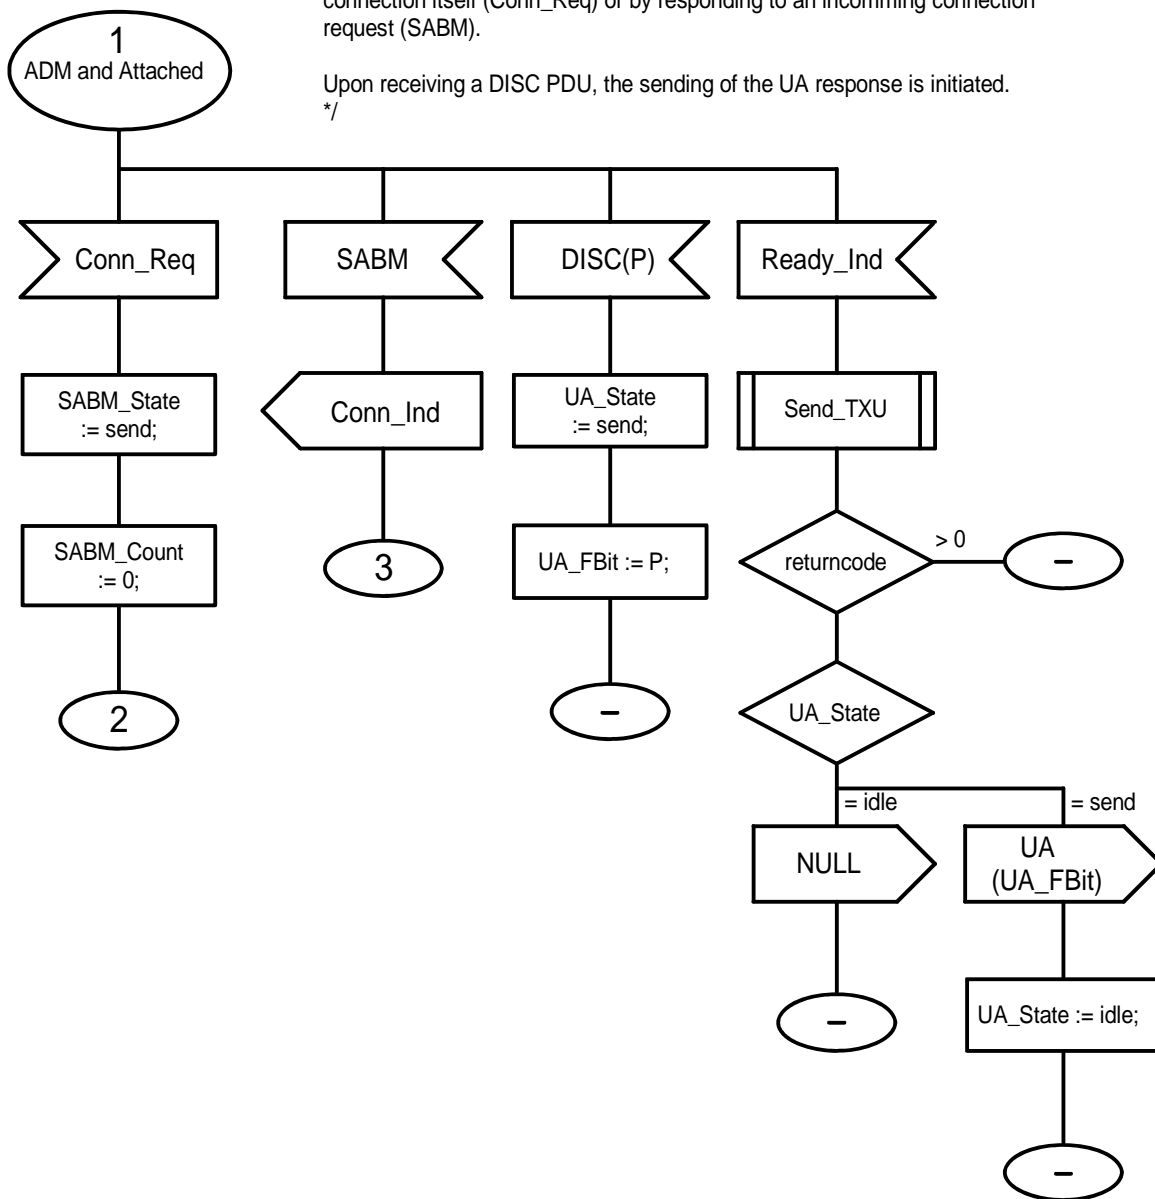 connection itself (Conn_Req) or by responding to an incomming connection
request (SABM).
Upon receiving a DISC PDU, the sending of the UA response is initiated.
*/
1
ADM and Attached
Conn_Req
SABM
DISC(P)
Ready_Ind
SABM_State
:= send;
Conn_Ind
UA_State
:= send;
Send_TXU
SABM_Count
:= 0;
3
UA_FBit := P;
returncode
> 0
–
2
–
UA_State
= idle
= send
NULL
UA
(UA_FBit)
–
UA_State := idle;
–